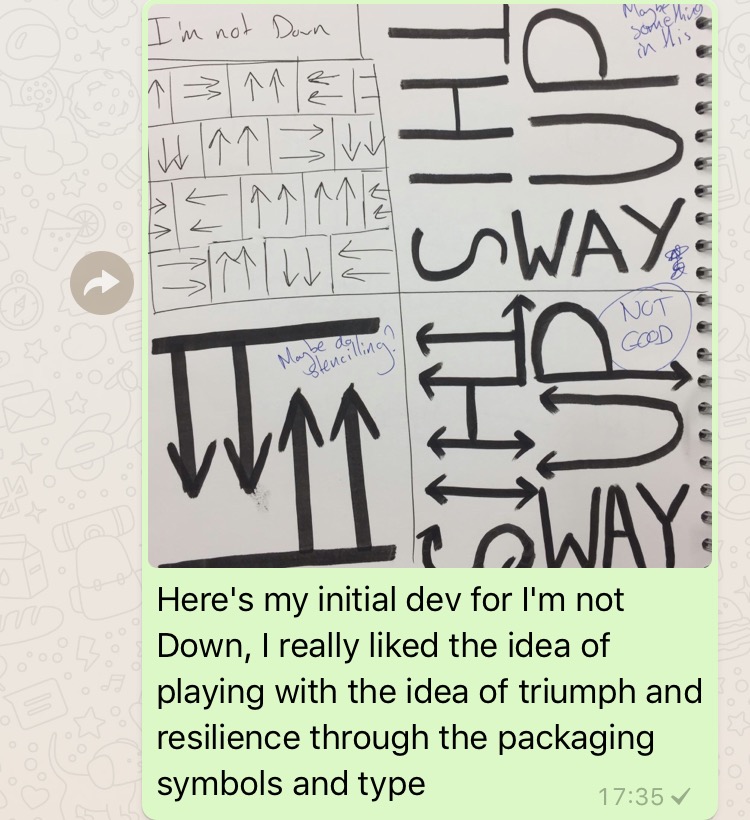 I'm not Down
Maybe
something
in this
THIS
WAY
UP
Maybe do
stencilling?
NOT
GOOD
THIS
WAY
UP
Here's my initial dev for I'm not
Down, I really liked the idea of
playing with the idea of triumph and
resilience through the packaging
symbols and type
17:35